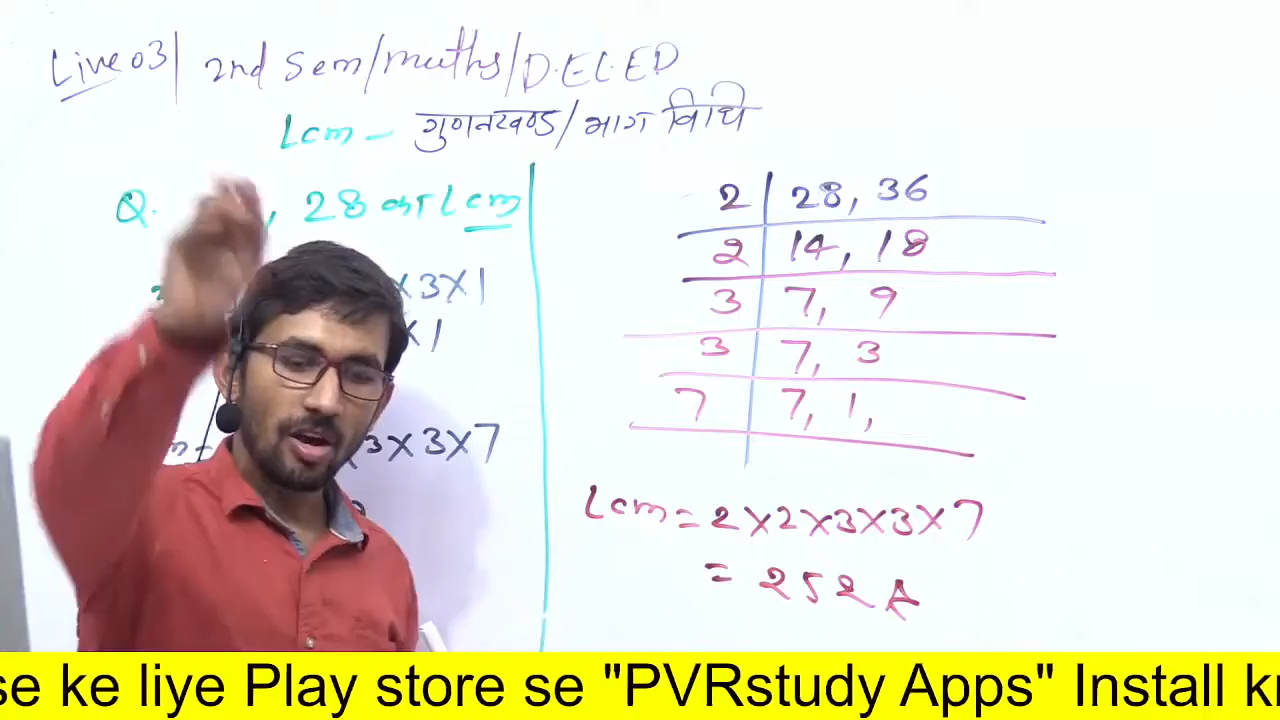 Live 03| 2nd Sem/maths/D.EL.ED
Lcm - गुणनखण्ड/भाग विधि
Q. , 28 का Lcm
×3×1
×1
3×3×7
2 | 28, 36
2 | 14, 18
3 | 7, 9
3 | 7, 3
7 | 7, 1,
Lcm = 2×2×3×3×7
= 252 A
se ke liye Play store se "PVRstudy Apps" Install k